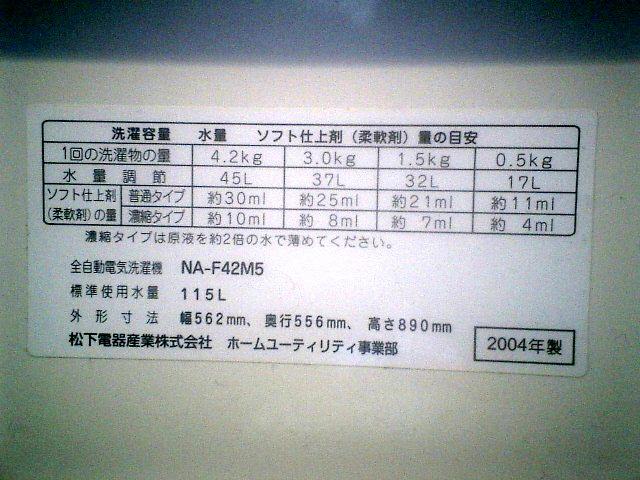 洗濯容量 水量 ソフト仕上剤(柔軟剤)量の目安
1回の洗濯物の量 4.2kg 3.0kg 1.5kg 0.5kg
水量調節 45L 37L 32L 17L
ソフト仕上剤(柔軟剤)の量 普通タイプ 約30ml 約25ml 約21ml 約11ml
濃縮タイプ 約10ml 約 8ml 約 7ml 約 4ml
濃縮タイプは原液を約2倍の水で薄めてください。
全自動電気洗濯機 NA-F42M5
標準使用水量 115L
外形寸法 幅562mm、奥行556mm、高さ890mm
松下電器産業株式会社 ホームユーティリティ事業部 2004年製